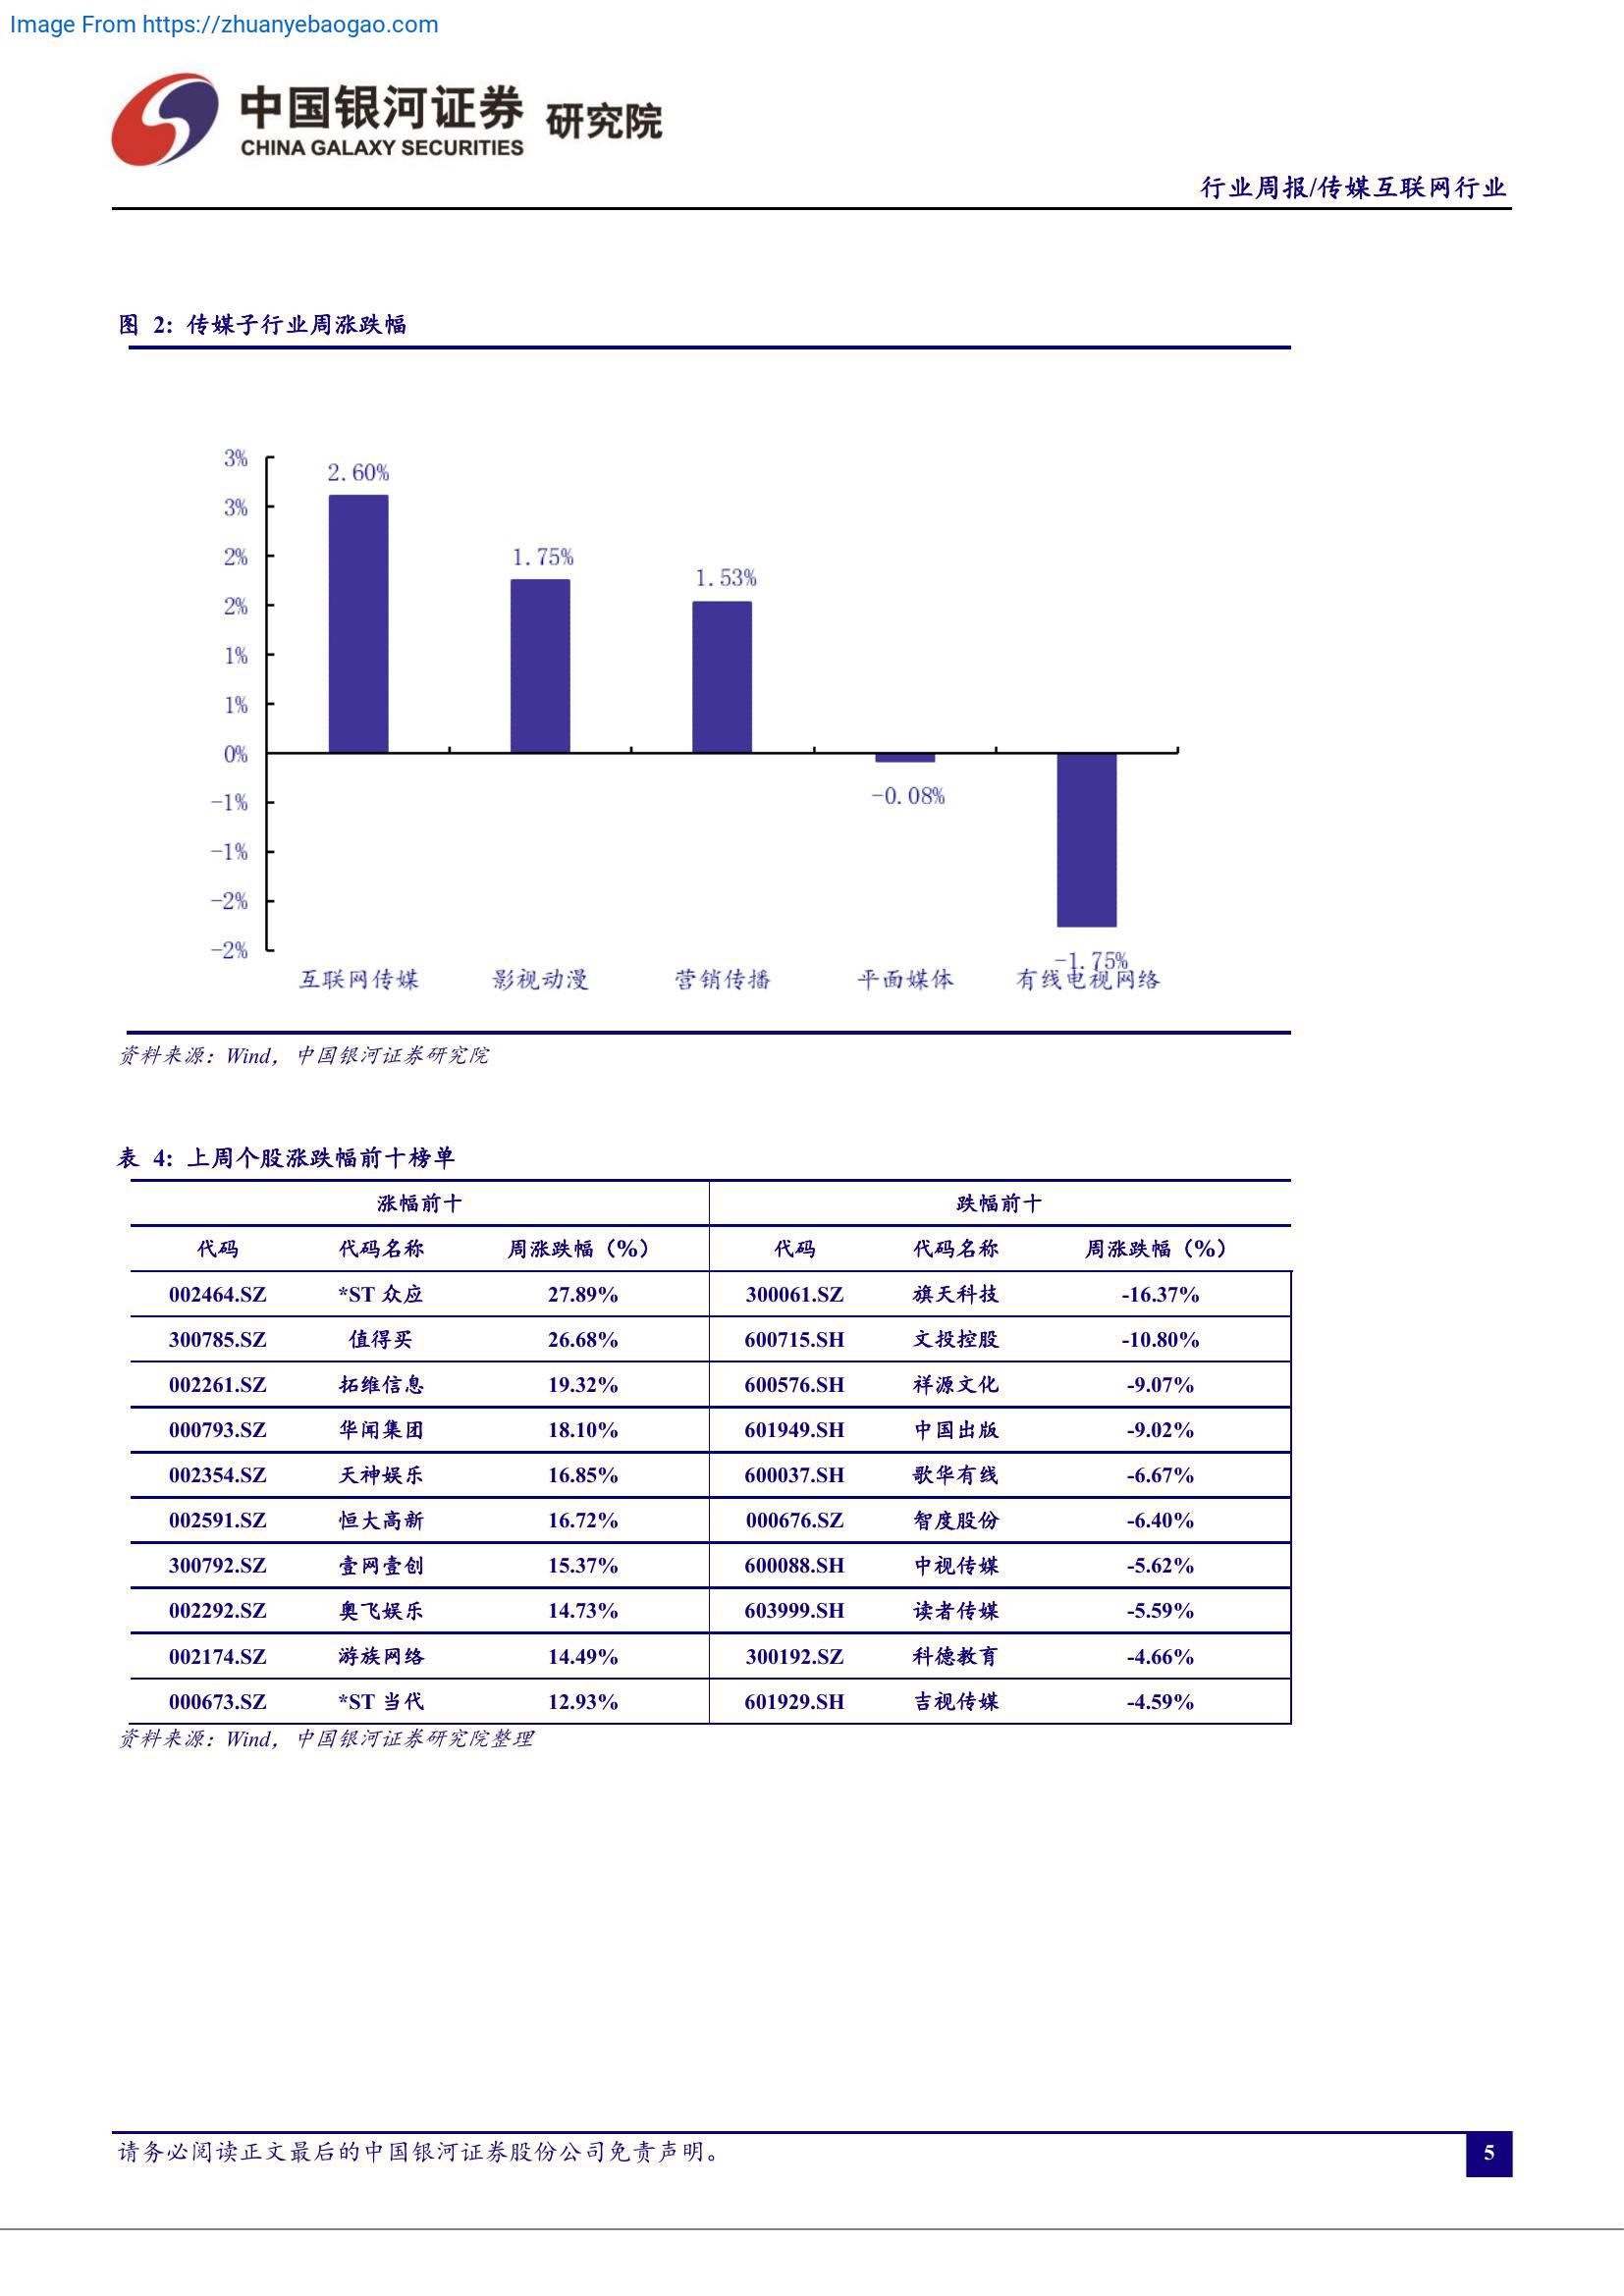 Image From https://zhuanyebaogao.com
中国银河证券 研究院
CHINA GALAXY SECURITIES
行业周报/传媒互联网行业
图 2: 传媒子行业周涨跌幅
3%
2.60%
3%
2%
1.75%
1.53%
2%
1%
1%
0%
-1%
-0.08%
-1%
-2%
-2%
-1.75%
互联网传媒 影视动漫 营销传播 平面媒体 有线电视网络
资料来源：Wind，中国银河证券研究院
表 4: 上周个股涨跌幅前十榜单
涨幅前十 跌幅前十
代码 代码名称 周涨跌幅（%） 代码 代码名称 周涨跌幅（%）
002464.SZ *ST 众应 27.89% 300061.SZ 旗天科技 -16.37%
300785.SZ 值得买 26.68% 600715.SH 文投控股 -10.80%
002261.SZ 拓维信息 19.32% 600576.SH 祥源文化 -9.07%
000793.SZ 华闻集团 18.10% 601949.SH 中国出版 -9.02%
002354.SZ 天神娱乐 16.85% 600037.SH 歌华有线 -6.67%
002591.SZ 恒大高新 16.72% 000676.SZ 智度股份 -6.40%
300792.SZ 壹网壹创 15.37% 600088.SH 中视传媒 -5.62%
002292.SZ 奥飞娱乐 14.73% 603999.SH 读者传媒 -5.59%
002174.SZ 游族网络 14.49% 300192.SZ 科德教育 -4.66%
000673.SZ *ST 当代 12.93% 601929.SH 吉视传媒 -4.59%
资料来源：Wind，中国银河证券研究院整理
请务必阅读正文最后的中国银河证券股份公司免责声明。
5